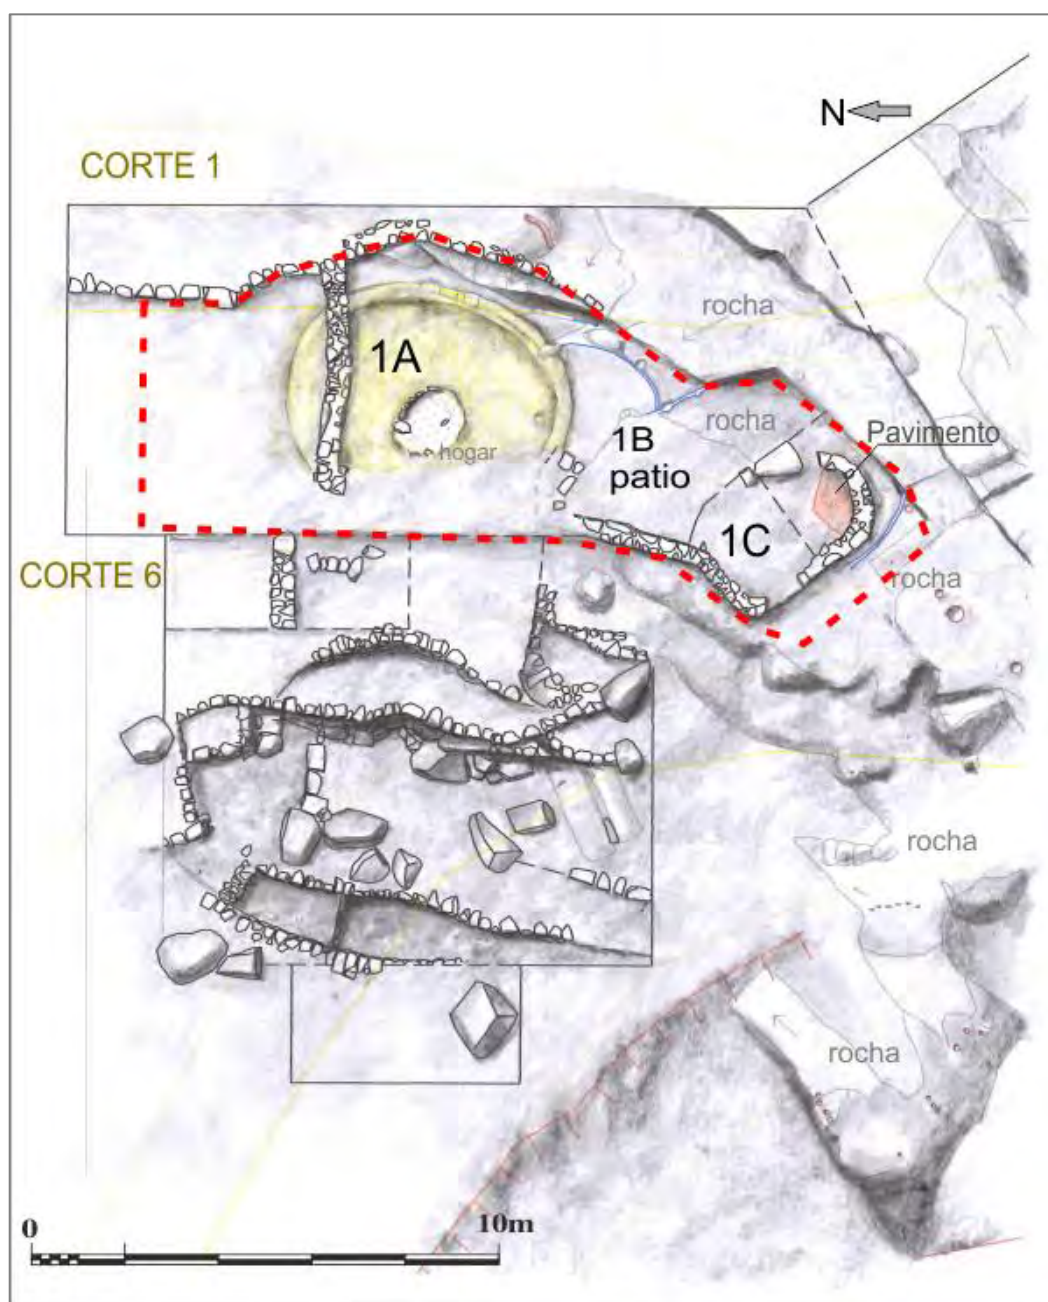 N
CORTE 1
rocha
1A
rocha
Pavimento
1B
patio
hogar
1C
CORTE 6
rocha
rocha
rocha
0
10m